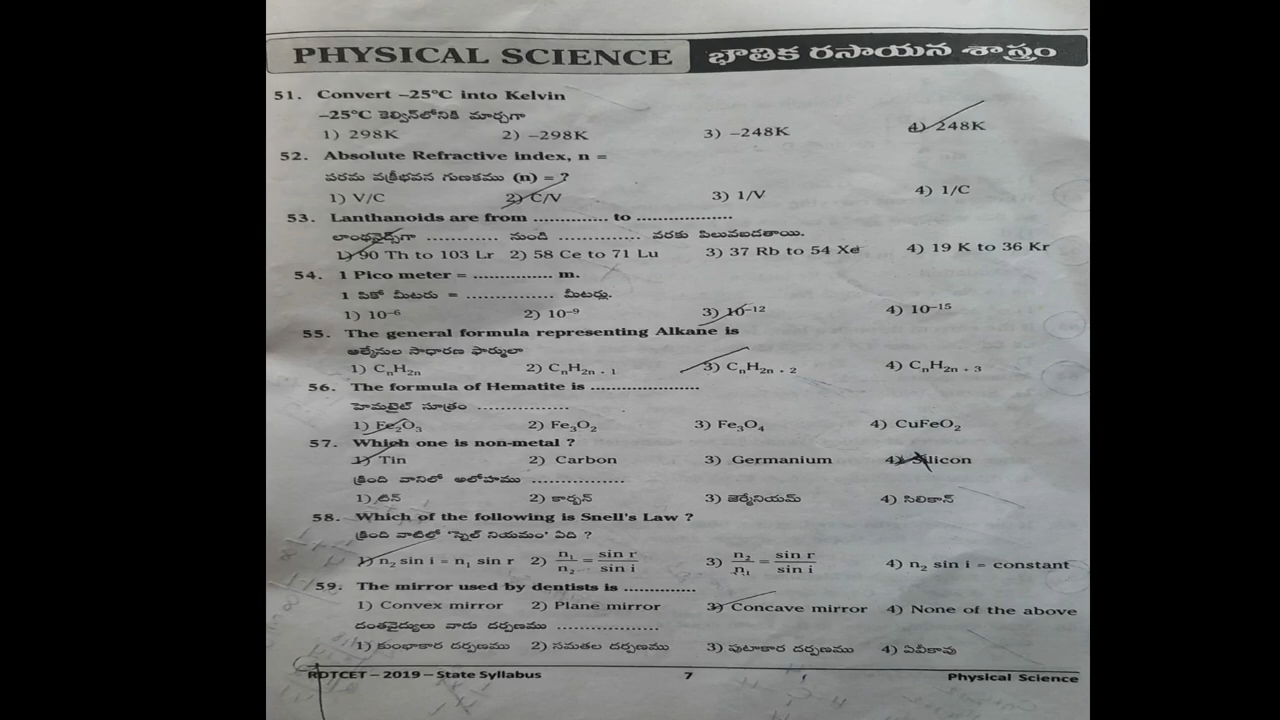 PHYSICAL SCIENCE భౌతిక రసాయన శాస్త్రం
51. Convert –25°C into Kelvin
–25°C కెల్విన్‌లోనికి మార్చగా
1) 298K 2) –298K 3) –248K 4) 248K
52. Absolute Refractive index, n =
పరమ వక్రీభవన గుణకము (n) = ?
1) V/C 2) C/V 3) 1/V 4) 1/C
53. Lanthanoids are from ............ to .................
లాంథనైడ్స్‌గా ............ నుండి .............. వరకు పిలువబడతాయి.
1) 90 Th to 103 Lr 2) 58 Ce to 71 Lu 3) 37 Rb to 54 Xe 4) 19 K to 36 Kr
54. 1 Pico meter = .............. m.
1 పికో మీటరు = ............... మీటర్లు.
1) 10⁻⁶ 2) 10⁻⁹ 3) 10⁻¹² 4) 10⁻¹⁵
55. The general formula representing Alkane is
ఆల్కేనుల సాధారణ ఫార్ములా
1) CₙH₂ₙ 2) CₙH₂ₙ . ₁ 3) CₙH₂ₙ . ₂ 4) CₙH₂ₙ . ₃
56. The formula of Hematite is ...................
హెమటైట్ సూత్రం ................
1) Fe₂O₃ 2) Fe₃O₂ 3) Fe₃O₄ 4) CuFeO₂
57. Which one is non-metal ?
1) Tin 2) Carbon 3) Germanium 4) Silicon
క్రింది వానిలో అలోహము ................
1) టిన్ 2) కార్బన్ 3) జెర్మేనియమ్ 4) సిలికాన్
58. Which of the following is Snell's Law ?
క్రింది వాటిలో 'స్నెల్ నియమం' ఏది ?
1) n₂ sin i = n₁ sin r 2) n₁/n₂ = sin r/sin i 3) n₂/n₁ = sin r/sin i 4) n₂ sin i = constant
59. The mirror used by dentists is .............
1) Convex mirror 2) Plane mirror 3) Concave mirror 4) None of the above
దంతవైద్యులు వాడు దర్పణము ..................
1) కుంభాకార దర్పణము 2) సమతల దర్పణము 3) పుటాకార దర్పణము 4) ఏవీకావు
RDTCET – 2019 – State Syllabus 7 Physical Science